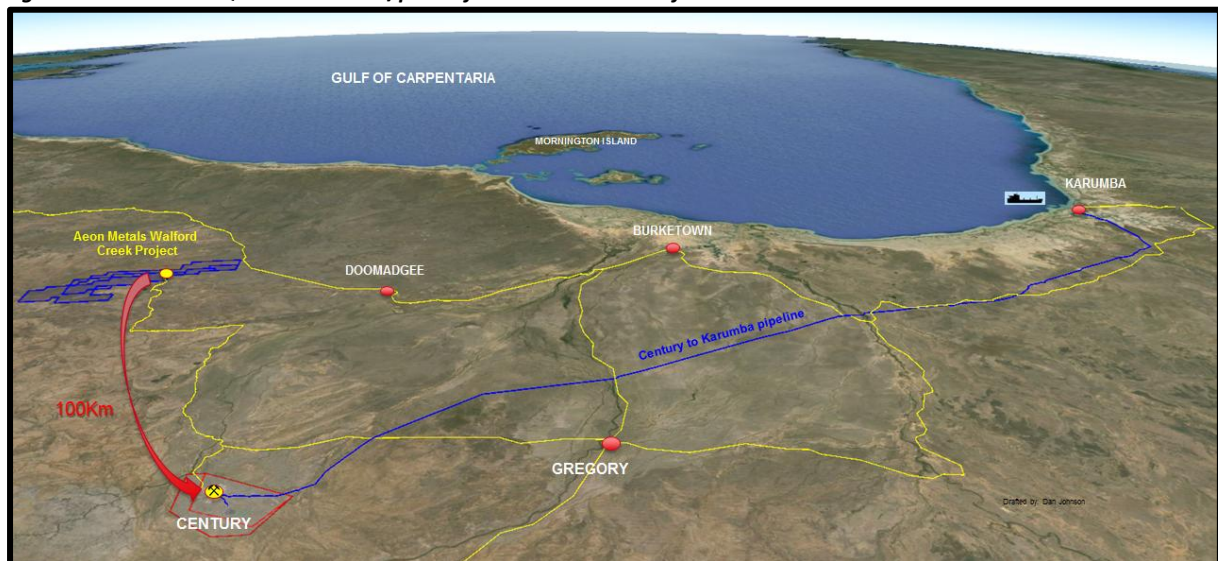 GULF OF CARPENTARIA
MORNINGTON ISLAND
KARUMBA
Aeon Metals Walford
Creek Project
BURKETOWN
DOOMADGEE
Century to Karumba pipeline
100Km
GREGORY
Drafted by: Dan Johnson
CENTURY